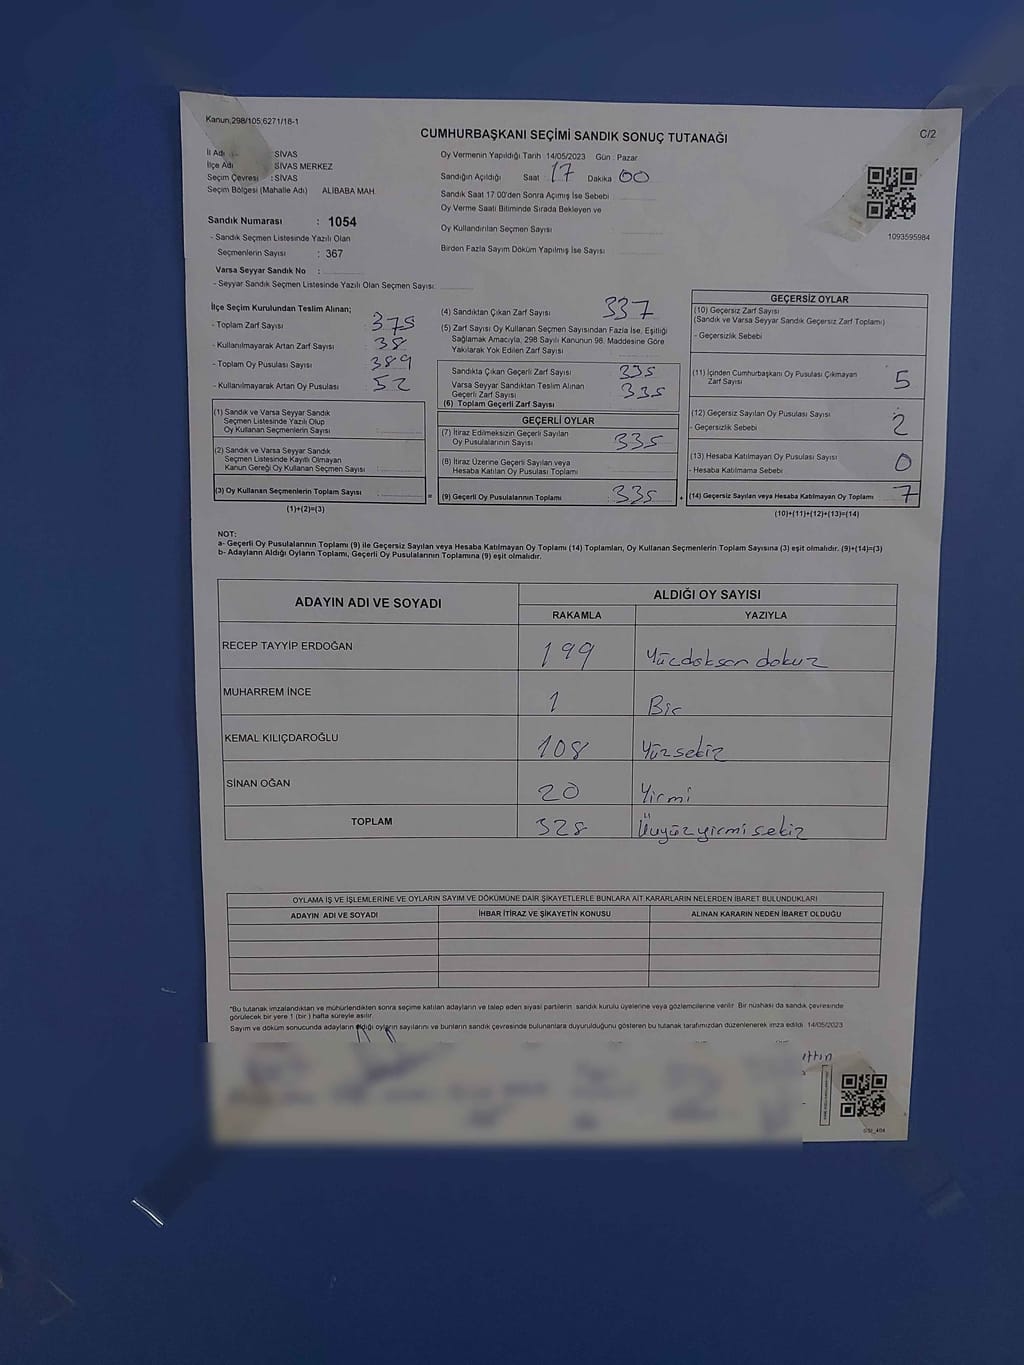 Kanun,298/105,6271/18-1
C/2
CUMHURBAŞKANI SEÇİMİ SANDIK SONUÇ TUTANAĞI
İl Adı : SİVAS
İlçe Adı : SİVAS MERKEZ
Seçim Çevresi : SİVAS
Seçim Bölgesi (Mahalle Adı) ALİBABA MAH.
Sandık Numarası : 1054
- Sandık Seçmen Listesinde Yazılı Olan
Seçmenlerin Sayısı : 367
Varsa Seyyar Sandık No :
- Seyyar Sandık Seçmen Listesinde Yazılı Olan Seçmen Sayısı:
Oy Vermenin Yapıldığı Tarih :14/05/2023 Gün : Pazar
Sandığın Açıldığı Saat : 17 Dakika 00
Sandık Saat 17:00'den Sonra Açımış İse Sebebi
Oy Verme Saati Bitiminde Sırada Bekleyen ve
Oy Kullandırılan Seçmen Sayısı
Birden Fazla Sayım Döküm Yapılmış İse Sayısı
1093595984
İlçe Seçim Kurulundan Teslim Alınan;
- Toplam Zarf Sayısı : 375
- Kullanılmayarak Artan Zarf Sayısı : 38
- Toplam Oy Pusulası Sayısı : 389
- Kullanılmayarak Artan Oy Pusulası : 52
(1) Sandık ve Varsa Seyyar Sandık
Seçmen Listesinde Yazılı Olup
Oy Kullanan Seçmenlerin Sayısı :
(2) Sandık ve Varsa Seyyar Sandık
Seçmen Listesinde Kayıtlı Olmayan
Kanun Gereği Oy Kullanan Seçmen Sayısı :
(3) Oy Kullanan Seçmenlerin Toplam Sayısı :
(1)+(2)=(3)
=
(4) Sandıktan Çıkan Zarf Sayısı : 337
(5) Zarf Sayısı Oy Kullanan Seçmen Sayısından Fazla İse, Eşitliği
Sağlamak Amacıyla, 298 Sayılı Kanunun 98. Maddesine Göre
Yakılarak Yok Edilen Zarf Sayısı :
Sandıkta Çıkan Geçerli Zarf Sayısı : 335
Varsa Seyyar Sandıktan Teslim Alınan
Geçerli Zarf Sayısı : 335
(6) Toplam Geçerli Zarf Sayısı
GEÇERLİ OYLAR
(7) İtiraz Edilmeksizin Geçerli Sayılan
Oy Pusulalarının Sayısı : 335
(8) İtiraz Üzerine Geçerli Sayılan veya
Hesaba Katılan Oy Pusulası Toplamı :
(9) Geçerli Oy Pusulalarının Toplamı : 335
+
GEÇERSİZ OYLAR
(10) Geçersiz Zarf Sayısı
(Sandık ve Varsa Seyyar Sandık Geçersiz Zarf Toplamı)
- Geçersizlik Sebebi
(11) İçinden Cumhurbaşkanı Oy Pusulası Çıkmayan
Zarf Sayısı 5
(12) Geçersiz Sayılan Oy Pusulası Sayısı
- Geçersizlik Sebebi 2
(13) Hesaba Katılmayan Oy Pusulası Sayısı
- Hesaba Katılmama Sebebi 0
(14) Geçersiz Sayılan veya Hesaba Katılmayan Oy Toplamı : 7
(10)+(11)+(12)+(13)=(14)
NOT:
a- Geçerli Oy Pusulalarının Toplamı (9) ile Geçersiz Sayılan veya Hesaba Katılmayan Oy Toplamı (14) Toplamları, Oy Kullanan Seçmenlerin Toplam Sayısına (3) eşit olmalıdır. (9)+(14)=(3)
b- Adayların Aldığı Oyların Toplamı, Geçerli Oy Pusulalarının Toplamına (9) eşit olmalıdır.
ADAYIN ADI VE SOYADI
ALDIĞI OY SAYISI
RAKAMLA YAZIYLA
RECEP TAYYİP ERDOĞAN 199 Yüzdoksan dokuz
MUHARREM İNCE 1 Bir
KEMAL KILIÇDAROĞLU 108 Yüzsekiz
SİNAN OĞAN 20 Yirmi
TOPLAM 328 Üçyüzyirmi sekiz
OYLAMA İŞ VE İŞLEMLERİNE VE OYLARIN SAYIM VE DÖKÜMÜNE DAİR ŞİKAYETLERLE BUNLARA AİT KARARLARIN NELERDEN İBARET BULUNDUKLARI
ADAYIN ADI VE SOYADI
İHBAR İTİRAZ VE ŞİKAYETİN KONUSU
ALINAN KARARIN NEDEN İBARET OLDUĞU
*Bu tutanak imzalandıktan ve mühürlendikten sonra seçime katılan adayların ve talep eden siyasi partilerin sandık kurulu üyelerine veya gözlemcilerine verilir. Bir nüshası da sandık çevresinde
görülecek bir yere 1 (bir ) hafta süreyle asılır.
Sayım ve döküm sonucunda adayların aldığı oyların sayılarını ve bunların sandık çevresinde bulunanlara duyurulduğunu gösteren bu tutanak tarafımızdan düzenlenerek imza edildi. 14/05/2023